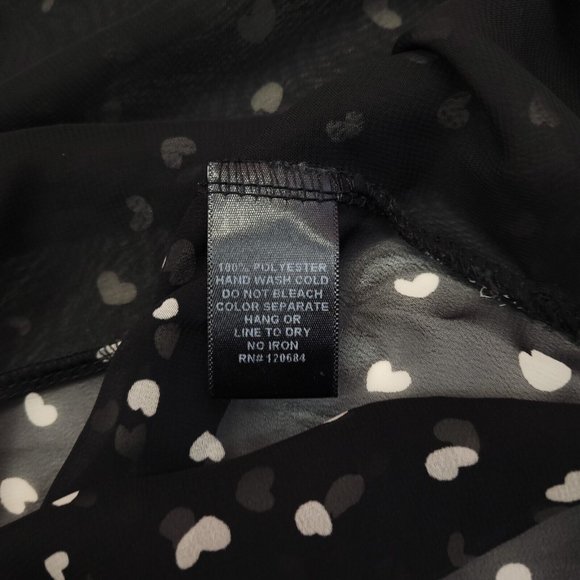 100% POLYESTER
HAND WASH COLD
DO NOT BLEACH
COLOR SEPARATE
HANG OR
LINE TO DRY
NO IRON
RN# 120684